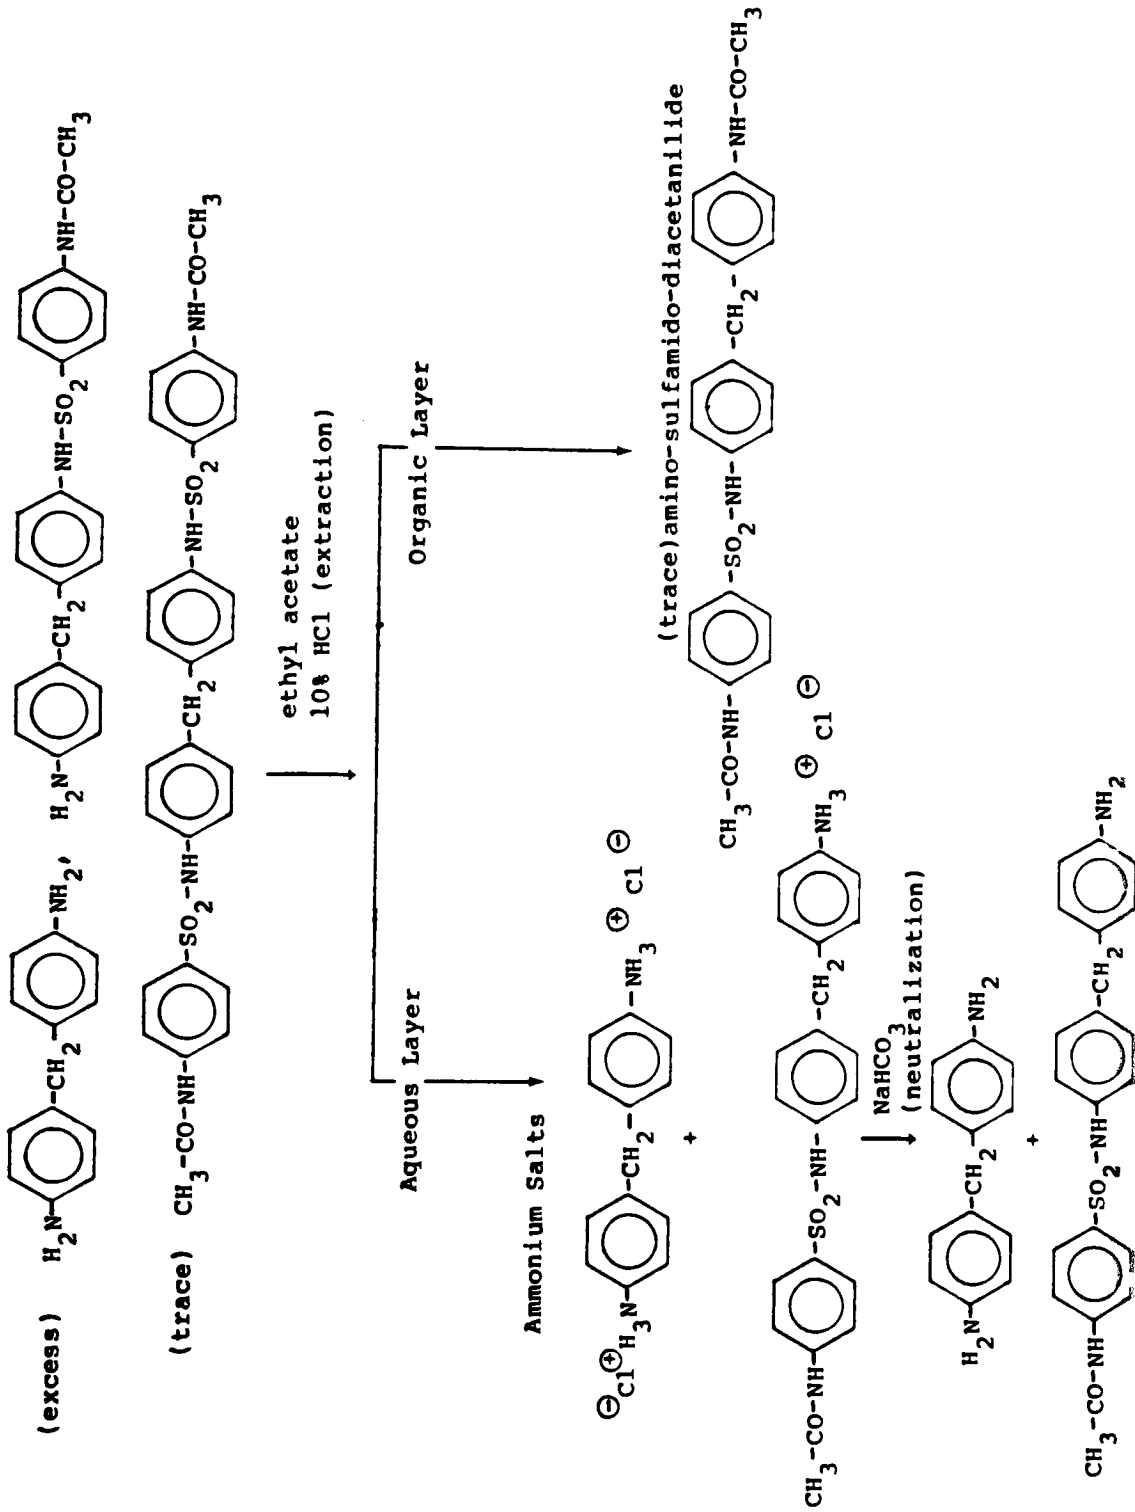 (excess) H2N- -CH2- -NH2, H2N- -CH2- -NH-SO2- -NH-CO-CH3
(trace) CH3-CO-NH- -SO2-NH- -CH2- -NH-SO2- -NH-CO-CH3
ethyl acetate
10% HCl (extraction)
Aqueous Layer
Organic Layer
Ammonium Salts
⊖Cl⊕H3N- -CH2- -NH3 ⊕ Cl ⊖
+
CH3-CO-NH- -SO2-NH- -CH2- -NH3 ⊕ Cl ⊖
NaHCO3
(neutralization)
H2N- -CH2- -NH2
+
CH3-CO-NH- -SO2-NH- -CH2- -NH2
(trace)amino-sulfamido-diacetanilide
CH3-CO-NH- -SO2-NH- -CH2- -NH-CO-CH3